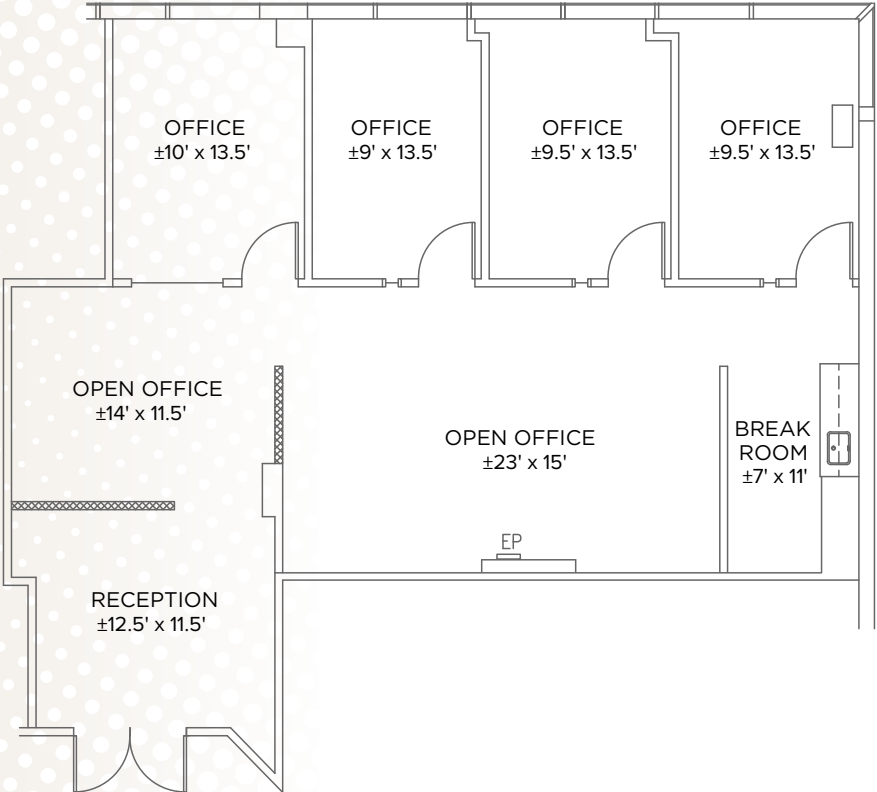 OFFICE
±10' x 13.5'
OFFICE
±9' x 13.5'
OFFICE
±9.5' x 13.5'
OFFICE
±9.5' x 13.5'
OPEN OFFICE
±14' x 11.5'
OPEN OFFICE
±23' x 15'
BREAK
ROOM
±7' x 11'
EP
RECEPTION
±12.5' x 11.5'